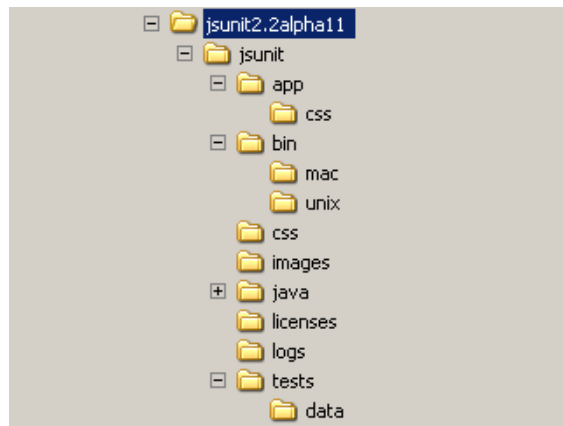 jsunit2.2alpha11
jsunit
app
css
bin
mac
unix
css
images
java
licenses
logs
tests
data